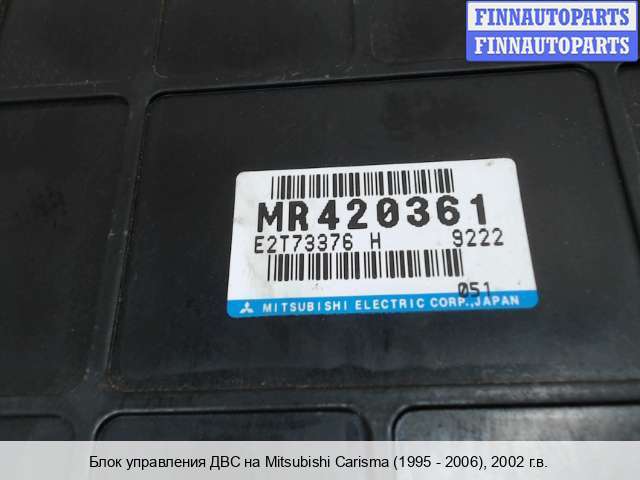 FINNAUTOPARTS
FINNAUTOPARTS
MR420361
E2T73376 H 9222
051
MITSUBISHI ELECTRIC CORP., JAPAN
Блок управления ДВС на Mitsubishi Carisma (1995 - 2006), 2002 г.в.